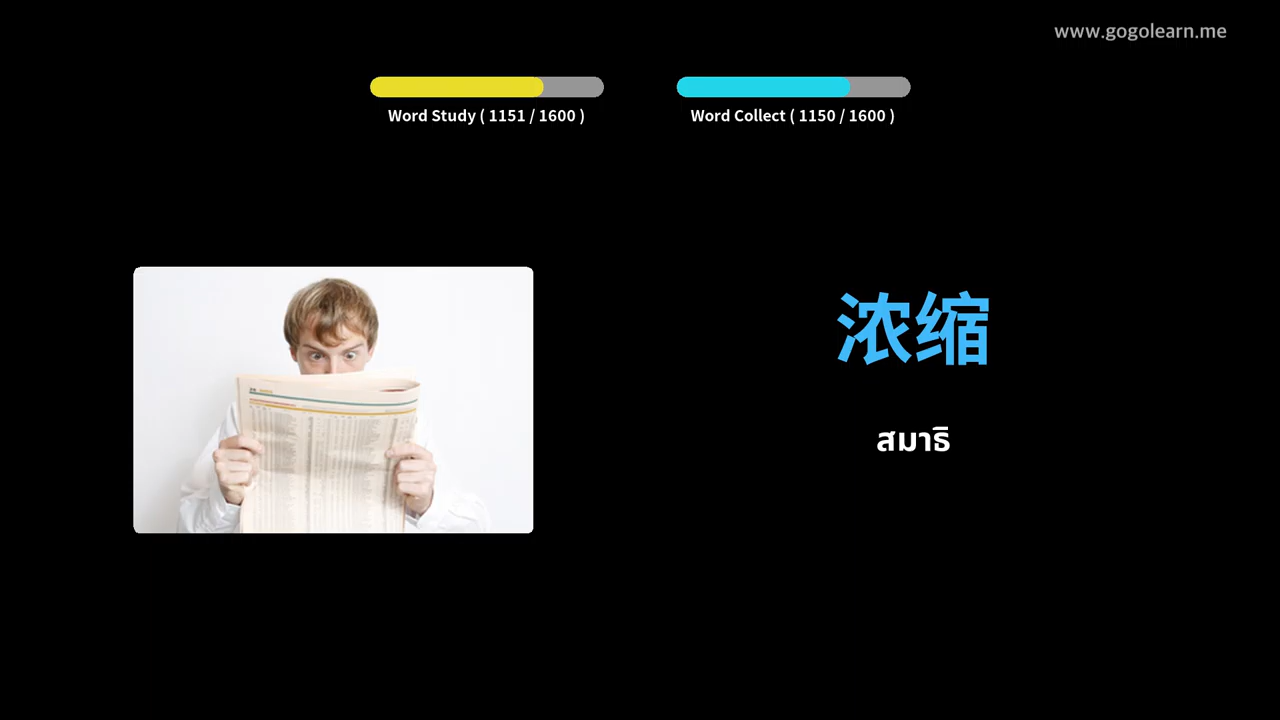 www.gogolearn.me
Word Study ( 1151 / 1600 )
Word Collect ( 1150 / 1600 )
浓缩
สมาธิ